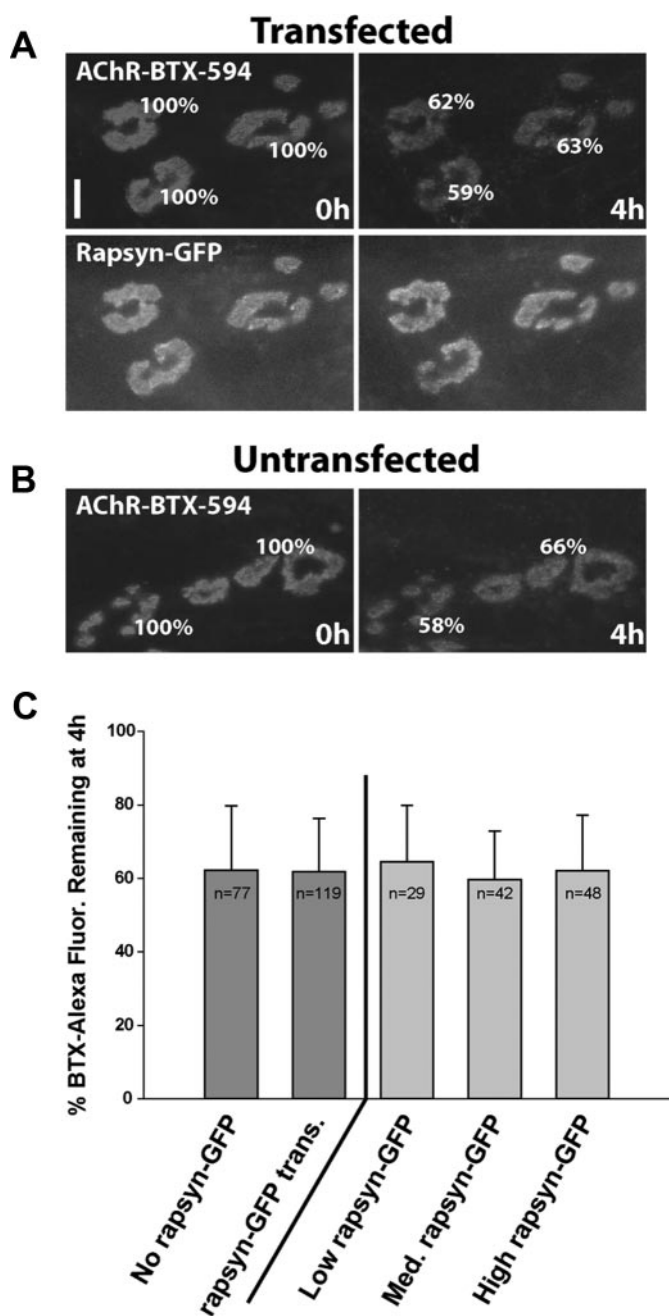 A
Transfected
AChR-BTX-594
100%
100%
100%
0h
62%
63%
59%
4h
Rapsyn-GFP
Untransfected
B
AChR-BTX-594
100%
100%
0h
66%
58%
4h
C
% BTX-Alexa Fluor. Remaining at 4h
100
80
60
40
20
0
n=77
n=119
n=29
n=42
n=48
No rapsyn-GFP
rapsyn-GFP trans.
Low rapsyn-GFP
Med. rapsyn-GFP
High rapsyn-GFP